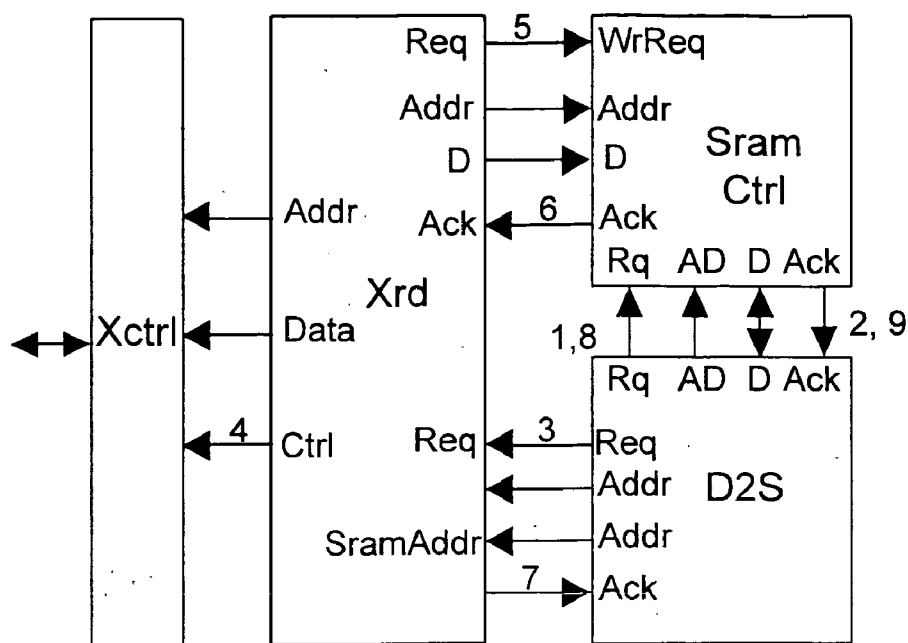 Req 5 WrReq
Addr Addr
D D
Sram
Ctrl
Addr
Ack 6 Ack
Rq AD D Ack
Xrd
Xctrl
Data
1,8
2, 9
Rq AD D Ack
4 Ctrl
Req 3 Req
Addr
D2S
SramAddr Addr
7 Ack